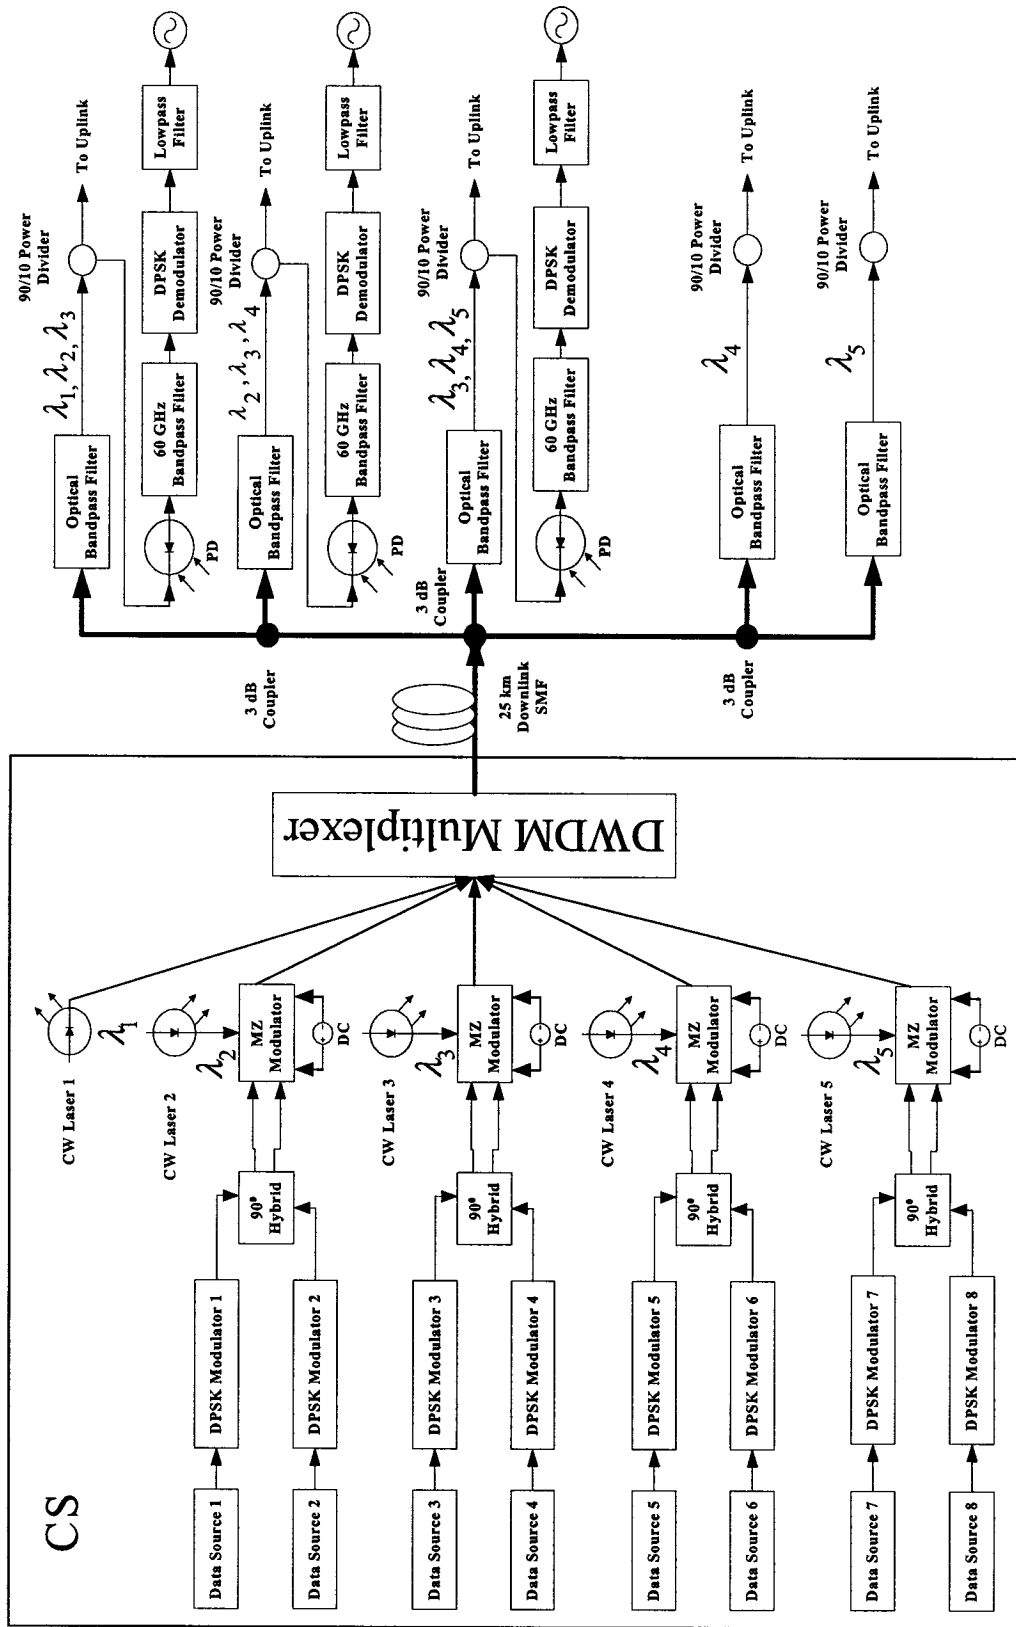 CS
Data Source 1
DPSK Modulator 1
Data Source 2
DPSK Modulator 2
90°
Hybrid
CW Laser 1
λ1
CW Laser 2
λ2
MZ
Modulator
DC
Data Source 3
DPSK Modulator 3
Data Source 4
DPSK Modulator 4
90°
Hybrid
CW Laser 3
λ3
MZ
Modulator
DC
Data Source 5
DPSK Modulator 5
Data Source 6
DPSK Modulator 6
90°
Hybrid
CW Laser 4
λ4
MZ
Modulator
DC
Data Source 7
DPSK Modulator 7
Data Source 8
DPSK Modulator 8
90°
Hybrid
CW Laser 5
λ5
MZ
Modulator
DC
DWDM Multiplexer
25 km
Downlink
SMF
3 dB
Coupler
3 dB
Coupler
3 dB
Coupler
Optical
Bandpass Filter
λ1, λ2, λ3
90/10 Power
Divider
To Uplink
PD
60 GHz
Bandpass Filter
DPSK
Demodulator
Lowpass
Filter
Optical
Bandpass Filter
λ2, λ3, λ4
90/10 Power
Divider
To Uplink
PD
60 GHz
Bandpass Filter
DPSK
Demodulator
Lowpass
Filter
Optical
Bandpass Filter
λ3, λ4, λ5
90/10 Power
Divider
To Uplink
PD
60 GHz
Bandpass Filter
DPSK
Demodulator
Lowpass
Filter
Optical
Bandpass Filter
λ4
90/10 Power
Divider
To Uplink
Optical
Bandpass Filter
λ5
90/10 Power
Divider
To Uplink